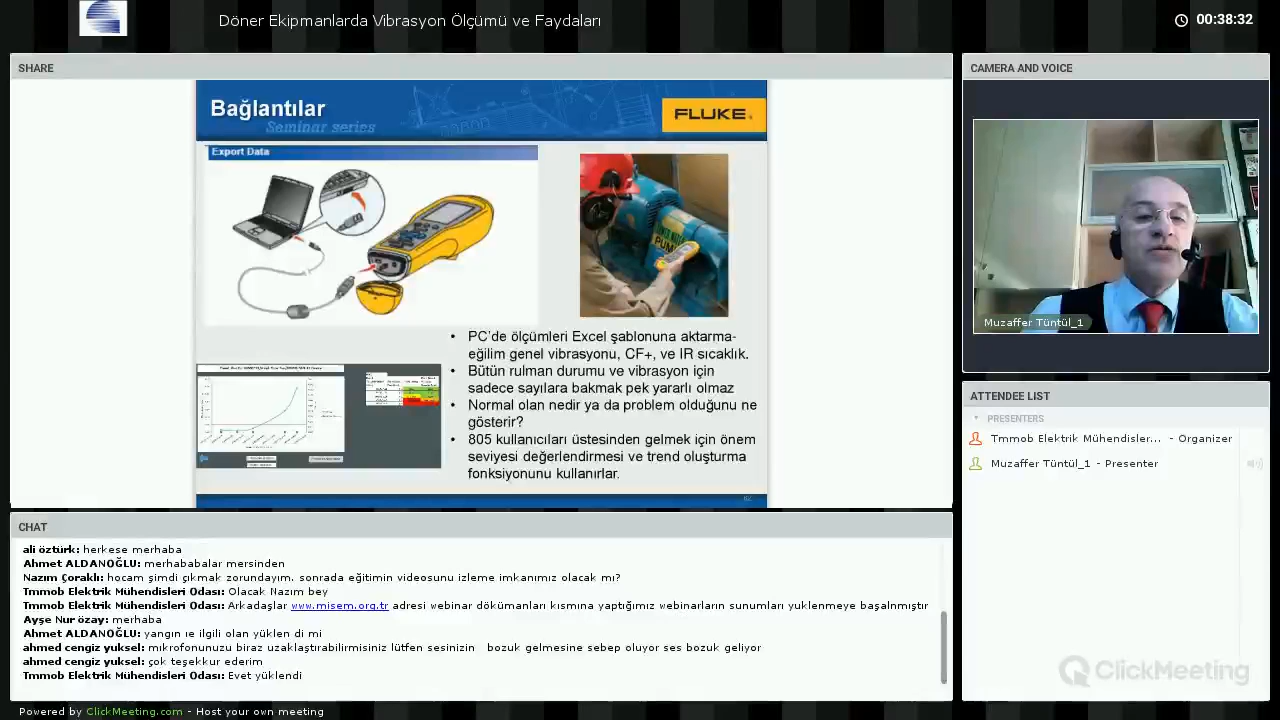 Döner Ekipmanlarda Vibrasyon Ölçümü ve Faydaları
00:38:32
SHARE
Bağlantılar
Seminar series
FLUKE
Export Data
• PC'de ölçümleri Excel şablonuna aktarma-
eğilim genel vibrasyonu, CF+, ve IR sıcaklık.
• Bütün rulman durumu ve vibrasyon için
sadece sayılara bakmak pek yararlı olmaz
• Normal olan nedir ya da problem olduğunu ne
gösterir?
• 805 kullanıcıları üstesinden gelmek için önem
seviyesi değerlendirmesi ve trend oluşturma
fonksiyonunu kullanırlar.
CAMERA AND VOICE
Muzaffer Tüntül_1
ATTENDEE LIST
PRESENTERS
Tmmob Elektrik Mühendisler... - Organizer
Muzaffer Tüntül_1 - Presenter
CHAT
ali öztürk: herkese merhaba
Ahmet ALDANOĞLU: merhababalar mersinden
Nazım Çoraklı: hocam şimdi çıkmak zorundayım. sonrada eğitimin videosunu izleme imkanımız olacak mı?
Tmmob Elektrik Mühendisleri Odası: Olacak Nazım bey
Tmmob Elektrik Mühendisleri Odası: Arkadaşlar www.misem.org.tr adresi webinar dökümanları kısmına yaptığımız webinarların sunumları yuklenmeye başalnmıştır
Ayşe Nur özay: merhaba
Ahmet ALDANOĞLU: yangın ıe ilgili olan yüklen di mi
ahmed cengiz yuksel: mıkrofonunuzu biraz uzaklaştırabilirmisiniz lütfen sesinizin bozuk gelmesine sebep oluyor ses bozuk geliyor
ahmed cengiz yuksel: çok teşekkur ederim
Tmmob Elektrik Mühendisleri Odası: Evet yüklendi
ClickMeeting
Powered by ClickMeeting.com - Host your own meeting